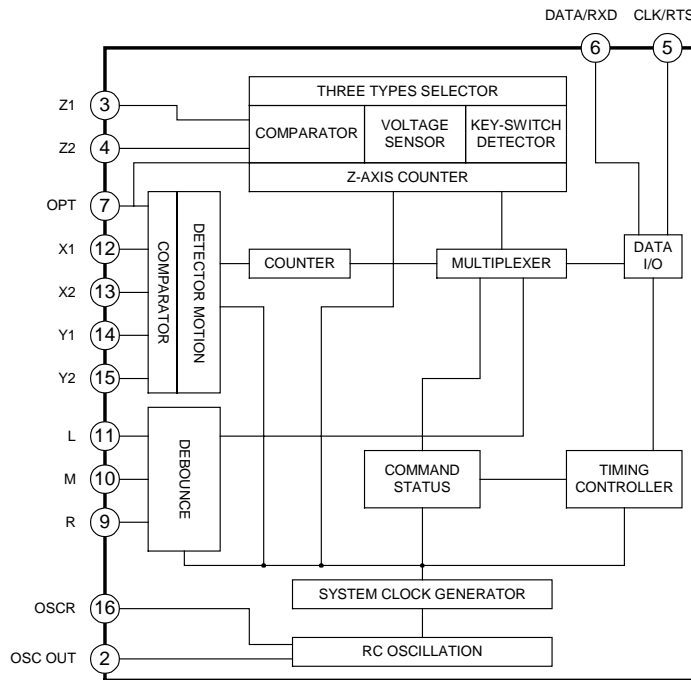 DATA/RXD CLK/RTS
6 5
Z1 3
Z2 4
OPT 7
X1 12
X2 13
Y1 14
Y2 15
L 11
M 10
R 9
OSCR 16
OSC OUT 2
THREE TYPES SELECTOR
COMPARATOR
VOLTAGE
SENSOR
KEY-SWITCH
DETECTOR
Z-AXIS COUNTER
COMPARATOR
DETECTOR MOTION
COUNTER
MULTIPLEXER
DATA
I/O
DEBOUNCE
COMMAND
STATUS
TIMING
CONTROLLER
SYSTEM CLOCK GENERATOR
RC OSCILLATION